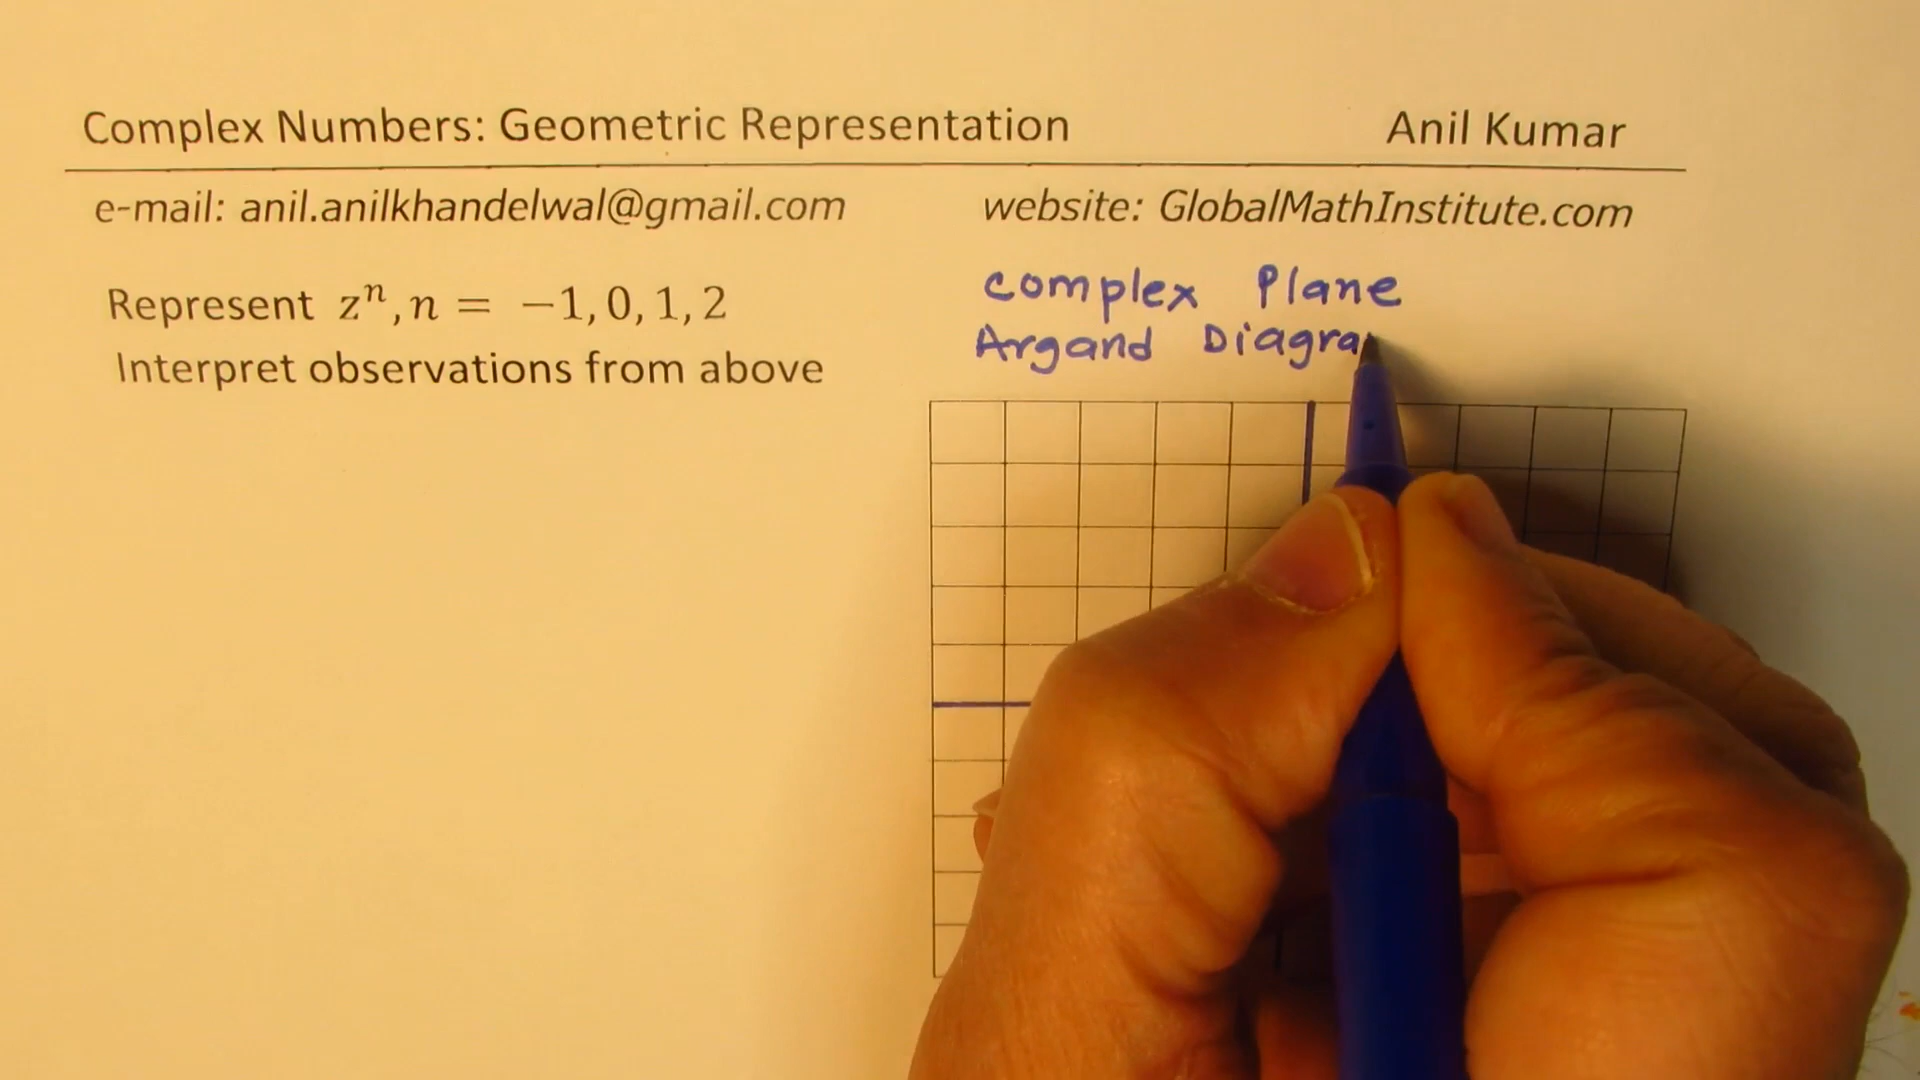 Complex Numbers: Geometric Representation Anil Kumar
e-mail: anil.anilkhandelwal@gmail.com website: GlobalMathInstitute.com
Represent zⁿ, n = −1, 0, 1, 2
Interpret observations from above
Complex Plane
Argand Diagra